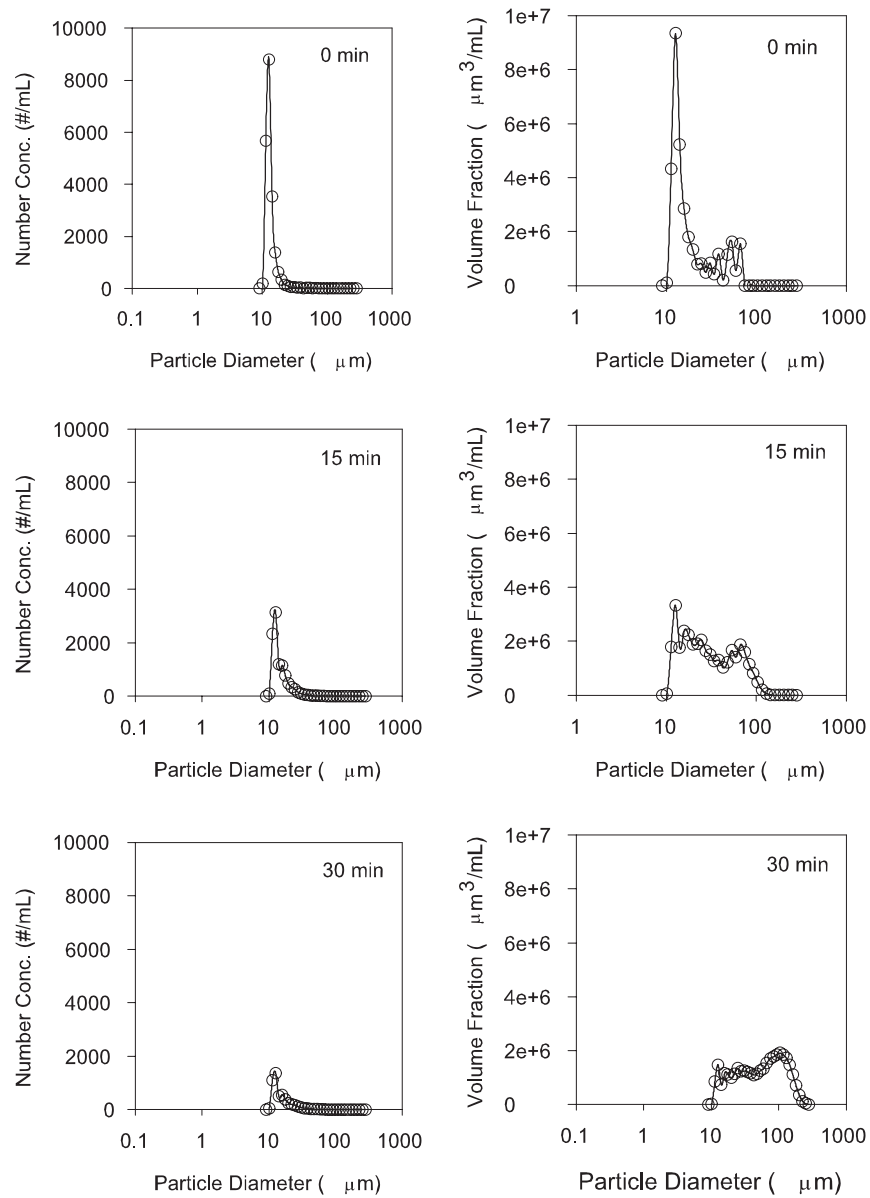 Number Conc. (#/mL)
10000
8000
6000
4000
2000
0
0 min
0.1 1 10 100 1000
Particle Diameter ( μm)
Volume Fraction ( μm³/mL)
1e+7
8e+6
6e+6
4e+6
2e+6
0
0 min
1 10 100 1000
Particle Diameter ( μm)
Number Conc. (#/mL)
10000
8000
6000
4000
2000
0
15 min
0.1 1 10 100 1000
Particle Diameter ( μm)
Volume Fraction ( μm³/mL)
1e+7
8e+6
6e+6
4e+6
2e+6
0
15 min
1 10 100 1000
Particle Diameter ( μm)
Number Conc. (#/mL)
10000
8000
6000
4000
2000
0
30 min
0.1 1 10 100 1000
Particle Diameter ( μm)
Volume Fraction ( μm³/mL)
1e+7
8e+6
6e+6
4e+6
2e+6
0
30 min
0.1 1 10 100 1000
Particle Diameter ( μm)